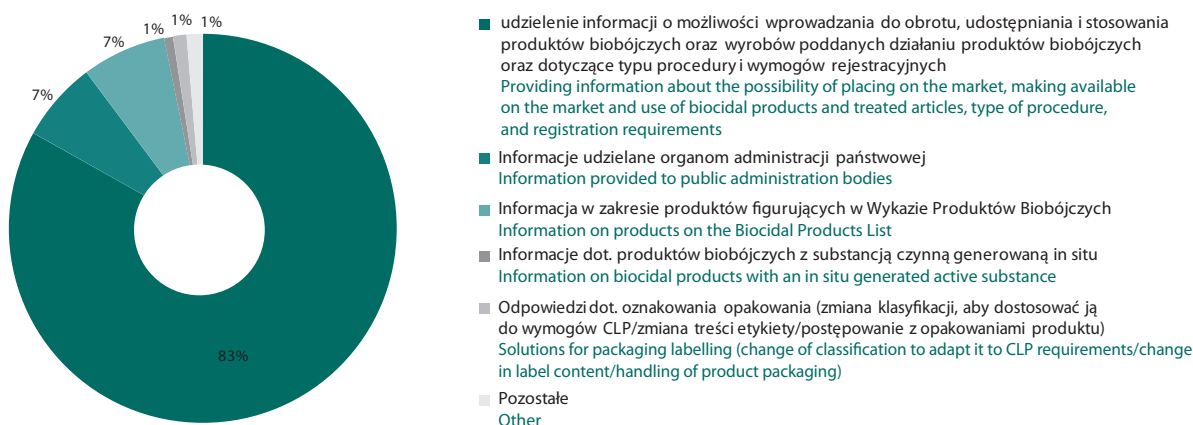 1%
1%
1%
7%
7%
83%
udzielenie informacji o możliwości wprowadzania do obrotu, udostępniania i stosowania
produktów biobójczych oraz wyrobów poddanych działaniu produktów biobójczych
oraz dotyczące typu procedury i wymogów rejestracyjnych
Providing information about the possibility of placing on the market, making available
on the market and use of biocidal products and treated articles, type of procedure,
and registration requirements
Informacje udzielane organom administracji państwowej
Information provided to public administration bodies
Informacja w zakresie produktów figurujących w Wykazie Produktów Biobójczych
Information on products on the Biocidal Products List
Informacje dot. produktów biobójczych z substancją czynną generowaną in situ
Information on biocidal products with an in situ generated active substance
Odpowiedzi dot. oznakowania opakowania (zmiana klasyfikacji, aby dostosować ją
do wymogów CLP/zmiana treści etykiety/postępowanie z opakowaniami produktu)
Solutions for packaging labelling (change of classification to adapt it to CLP requirements/change
in label content/handling of product packaging)
Pozostałe
Other